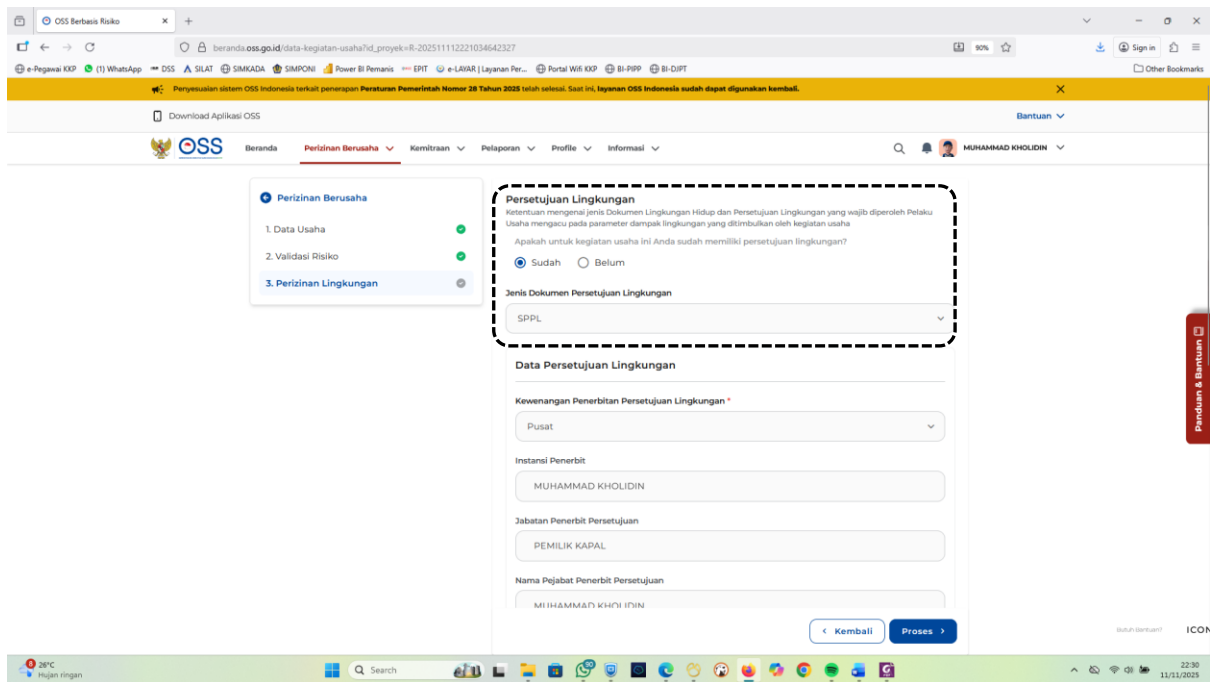 OSS Berbasis Risiko
beranda.oss.go.id/data-kegiatan-usaha?id_proyek=R-202511112221034642327
90%
Sign in
e-Pegawai KKP
(1) WhatsApp
DSS
SILAT
SIMKADA
SIMPONI
Power BI Pemanis
EPIT
e-LAYAR | Layanan Per...
Portal Wifi KKP
BI-PIPP
BI-DJPT
Other Bookmarks
Penyesuaian sistem OSS Indonesia terkait penerapan Peraturan Pemerintah Nomor 28 Tahun 2025 telah selesai. Saat ini, layanan OSS Indonesia sudah dapat digunakan kembali.
Download Aplikasi OSS
Bantuan
OSS
Beranda
Perizinan Berusaha
Kemitraan
Pelaporan
Profile
Informasi
MUHAMMAD KHOLIDIN
Perizinan Berusaha
1. Data Usaha
2. Validasi Risiko
3. Perizinan Lingkungan
Persetujuan Lingkungan
Ketentuan mengenai jenis Dokumen Lingkungan Hidup dan Persetujuan Lingkungan yang wajib diperoleh Pelaku
Usaha mengacu pada parameter dampak lingkungan yang ditimbulkan oleh kegiatan usaha
Apakah untuk kegiatan usaha ini Anda sudah memiliki persetujuan lingkungan?
Sudah
Belum
Jenis Dokumen Persetujuan Lingkungan
SPPL
Data Persetujuan Lingkungan
Kewenangan Penerbitan Persetujuan Lingkungan *
Pusat
Instansi Penerbit
MUHAMMAD KHOLIDIN
Jabatan Penerbit Persetujuan
PEMILIK KAPAL
Nama Pejabat Penerbit Persetujuan
MUHAMMAD KHOLIDIN
Kembali
Proses
Panduan & Bantuan
Butuh Bantuan?
ICON
8
26°C
Hujan ringan
Search
22:30
11/11/2025